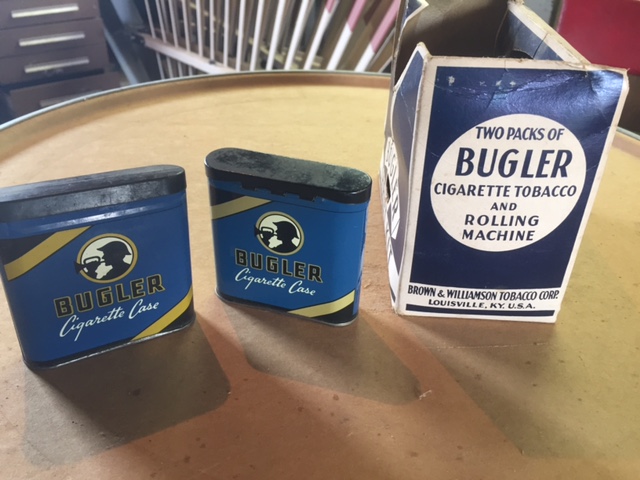 BUGLER
Cigarette Case
BUGLER
Cigarette Case
TWO PACKS OF
BUGLER
CIGARETTE TOBACCO
AND
ROLLING
MACHINE
BROWN & WILLIAMSON TOBACCO CORP.
LOUISVILLE, KY. U.S.A.